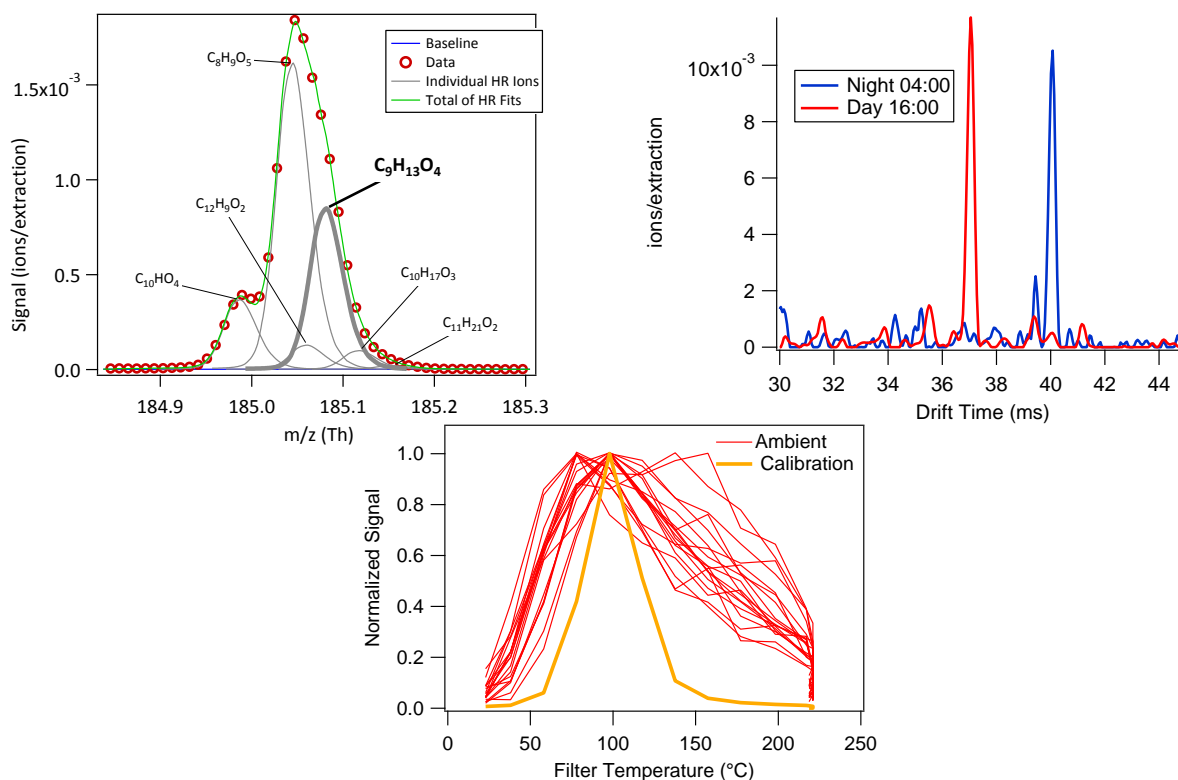 Baseline
Data
Individual HR Ions
Total of HR Fits
C₈H₉O₅
C₉H₁₃O₄
C₁₂H₉O₂
C₁₀HO₄
C₁₀H₁₇O₃
C₁₁H₂₁O₂
1.5x10⁻³
1.0
0.5
0.0
Signal (ions/extraction)
184.9 185.0 185.1 185.2 185.3
m/z (Th)
10x10⁻³
8
6
4
2
0
ions/extraction
Night 04:00
Day 16:00
30 32 34 36 38 40 42 44
Drift Time (ms)
Ambient
Calibration
1.0
0.8
0.6
0.4
0.2
0.0
Normalized Signal
0 50 100 150 200 250
Filter Temperature (°C)